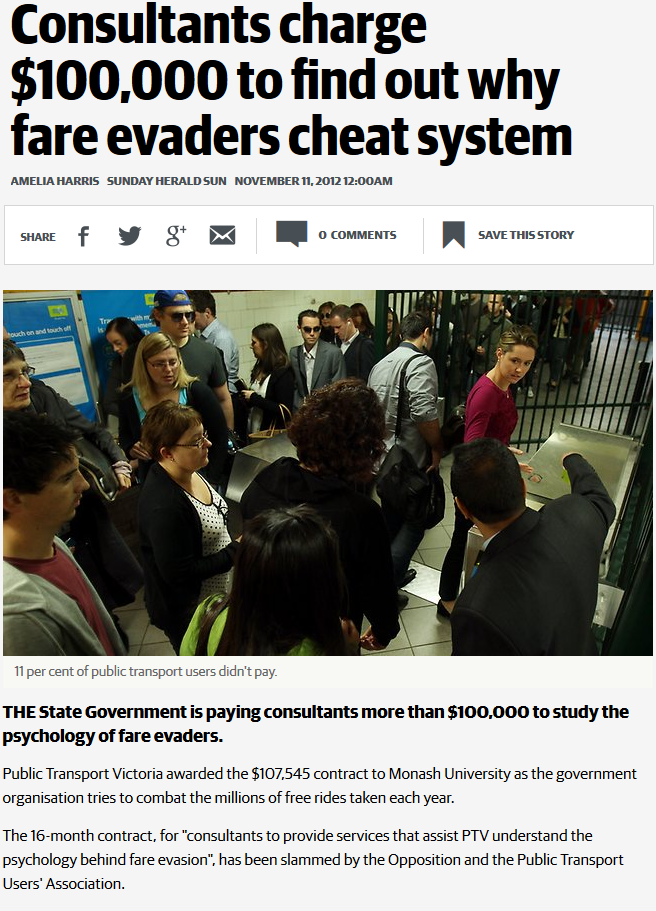 Consultants charge
$100,000 to find out why
fare evaders cheat system
AMELIA HARRIS SUNDAY HERALD SUN NOVEMBER 11, 2012 12:00AM
SHARE f g+ 0 COMMENTS SAVE THIS STORY
touch on and touch off
11 per cent of public transport users didn't pay.
THE State Government is paying consultants more than $100,000 to study the
psychology of fare evaders.
Public Transport Victoria awarded the $107,545 contract to Monash University as the government
organisation tries to combat the millions of free rides taken each year.
The 16-month contract, for "consultants to provide services that assist PTV understand the
psychology behind fare evasion", has been slammed by the Opposition and the Public Transport
Users' Association.